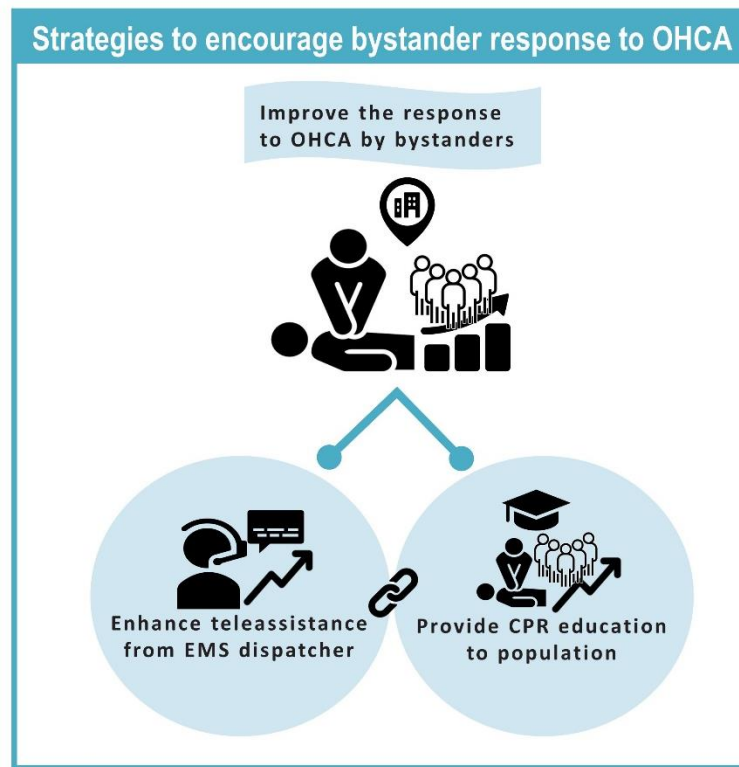 Strategies to encourage bystander response to OHCA
Improve the response
to OHCA by bystanders
Enhance teleassistance
from EMS dispatcher
Provide CPR education
to population